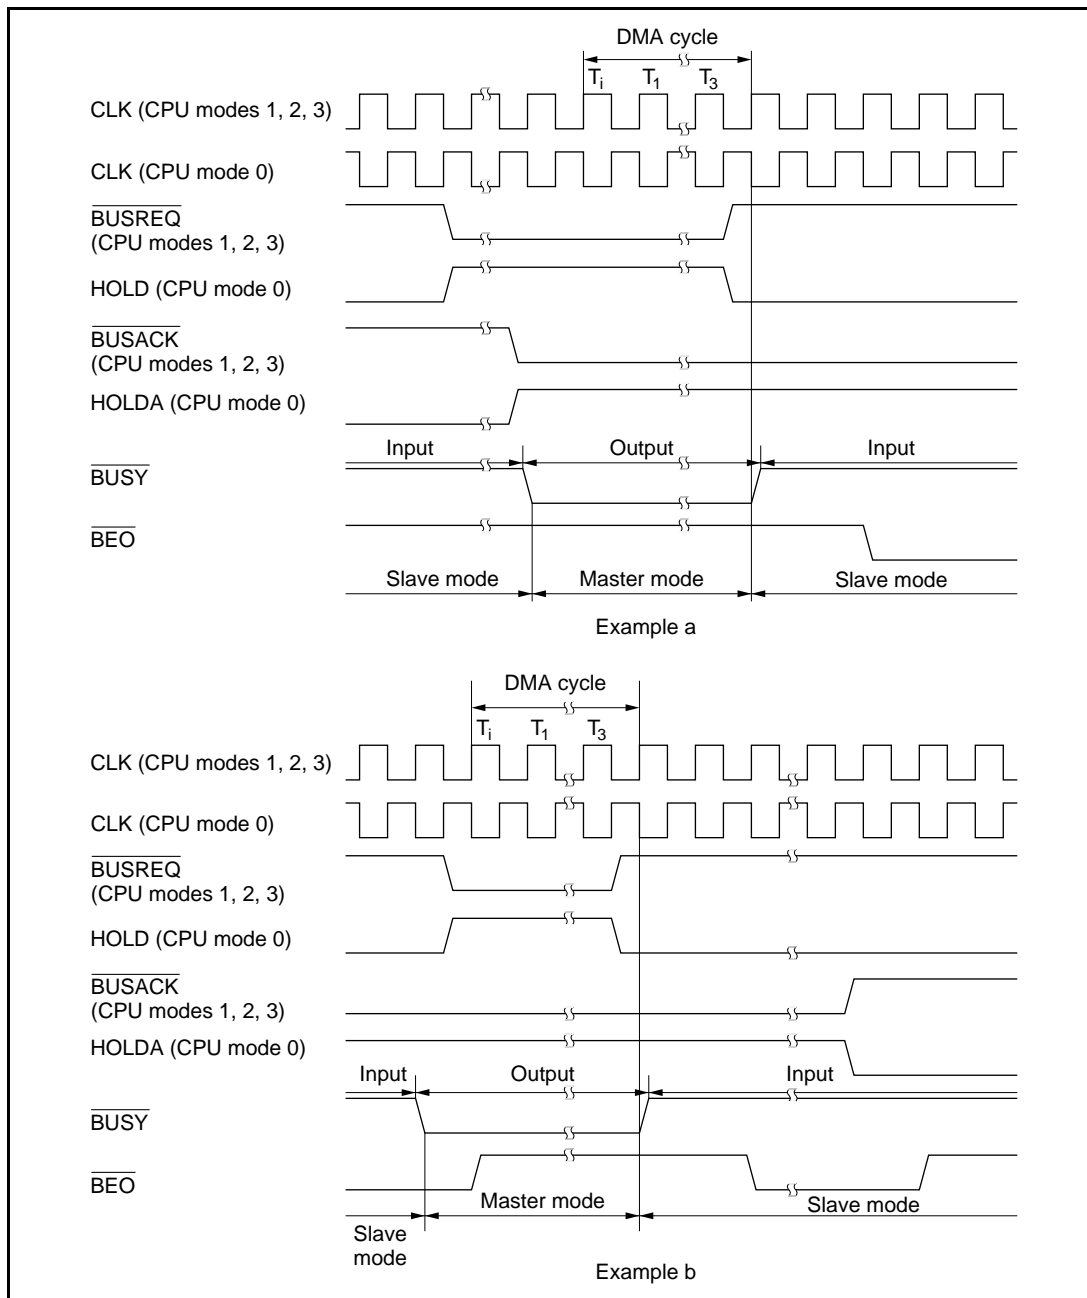 DMA cycle
Ti T1 T3
CLK (CPU modes 1, 2, 3)
CLK (CPU mode 0)
BUSREQ
(CPU modes 1, 2, 3)
HOLD (CPU mode 0)
BUSACK
(CPU modes 1, 2, 3)
HOLDA (CPU mode 0)
Input Output Input
BUSY
BEO
Slave mode Master mode Slave mode
Example a
DMA cycle
Ti T1 T3
CLK (CPU modes 1, 2, 3)
CLK (CPU mode 0)
BUSREQ
(CPU modes 1, 2, 3)
HOLD (CPU mode 0)
BUSACK
(CPU modes 1, 2, 3)
HOLDA (CPU mode 0)
Input Output Input
BUSY
BEO
Master mode Slave mode
Slave
mode
Example b